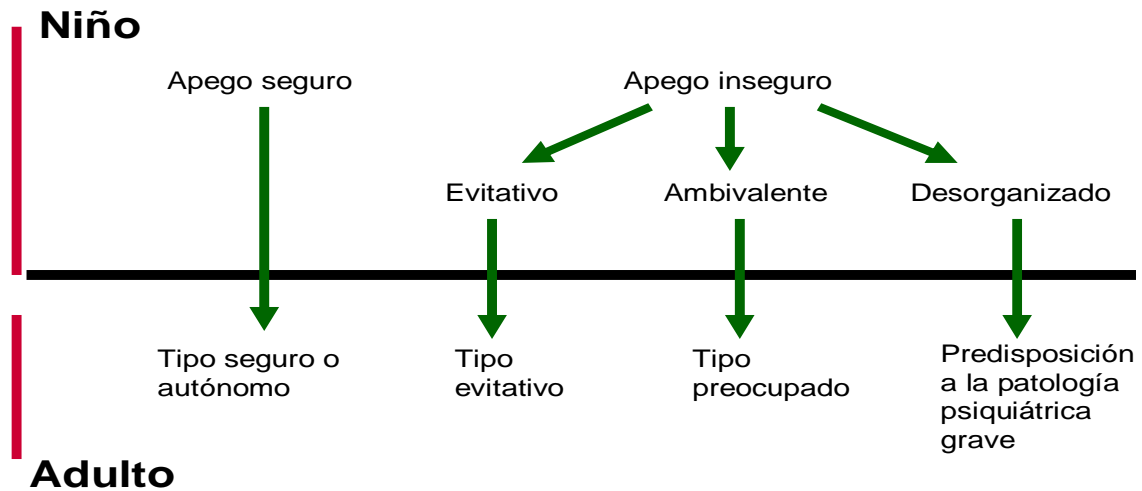 Niño
Apego seguro
Apego inseguro
Evitativo
Ambivalente
Desorganizado
Tipo seguro o
autónomo
Tipo
evitativo
Tipo
preocupado
Predisposición
a la patología
psiquiátrica
grave
Adulto